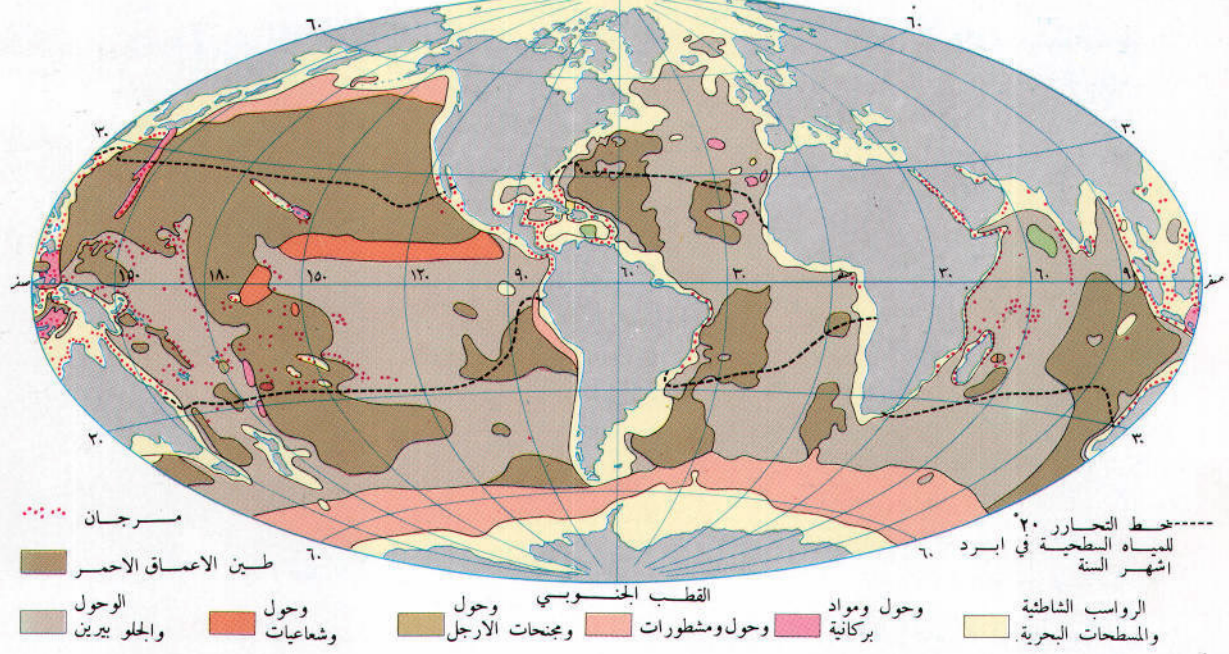 ٦٠
٦٠
٣٠
٣٠
صفر
١٥٠
١٨٠
١٥٠
١٢٠
٩٠
٦٠
٣٠
صفر
٣٠
٦٠
٩٠
صفر
٣٠
٣٠
٦٠
٦٠
القطب الجنوبي
مرجان
طين الاعماق الاحمر
خط التحارر ٢٠°
للمياه السطحية في ابرد
اشهر السنة
الوحول
والجلو بيرين
وحول
وشعاعيات
وحول
ومجنحات الارجل
وحول ومشطورات
وحول ومواد
بركانية
الرواسب الشاطئية
والمسطحات البحرية.